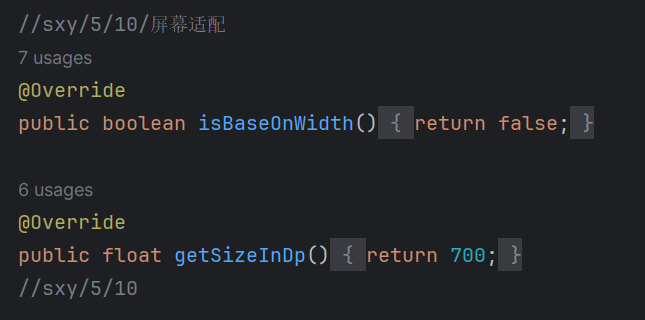 //sxy/5/10/屏幕适配
7 usages
@Override
public boolean isBaseOnWidth() { return false; }
6 usages
@Override
public float getSizeInDp() { return 700; }
//sxy/5/10